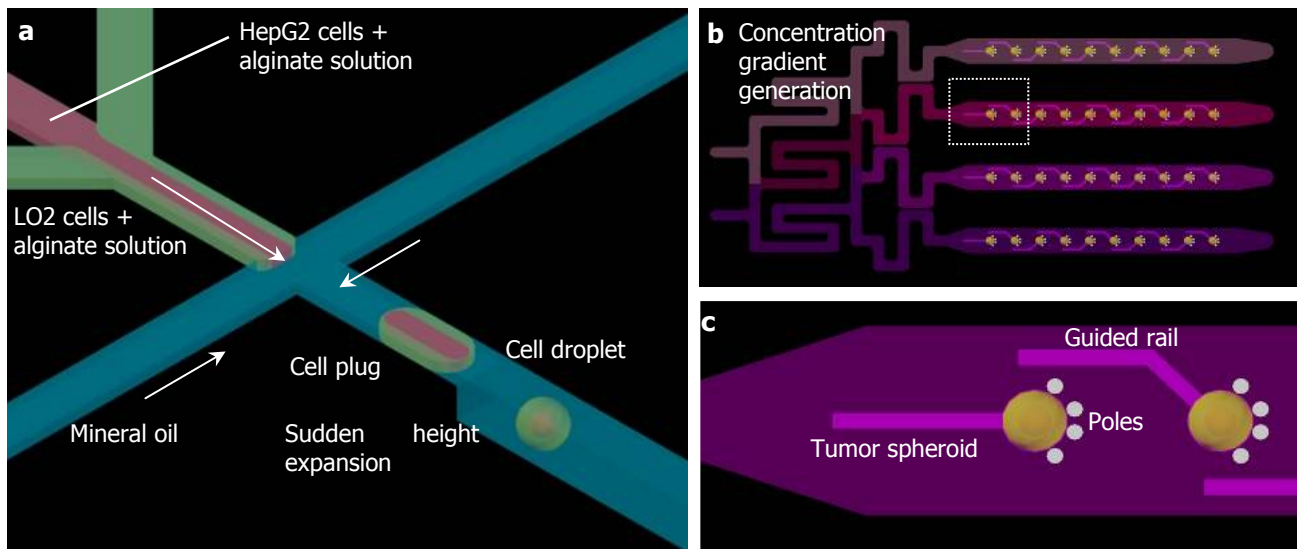 a
HepG2 cells +
alginate solution
LO2 cells +
alginate solution
Cell plug
Cell droplet
Mineral oil
Sudden height
expansion
b
Concentration
gradient
generation
c
Guided rail
Poles
Tumor spheroid